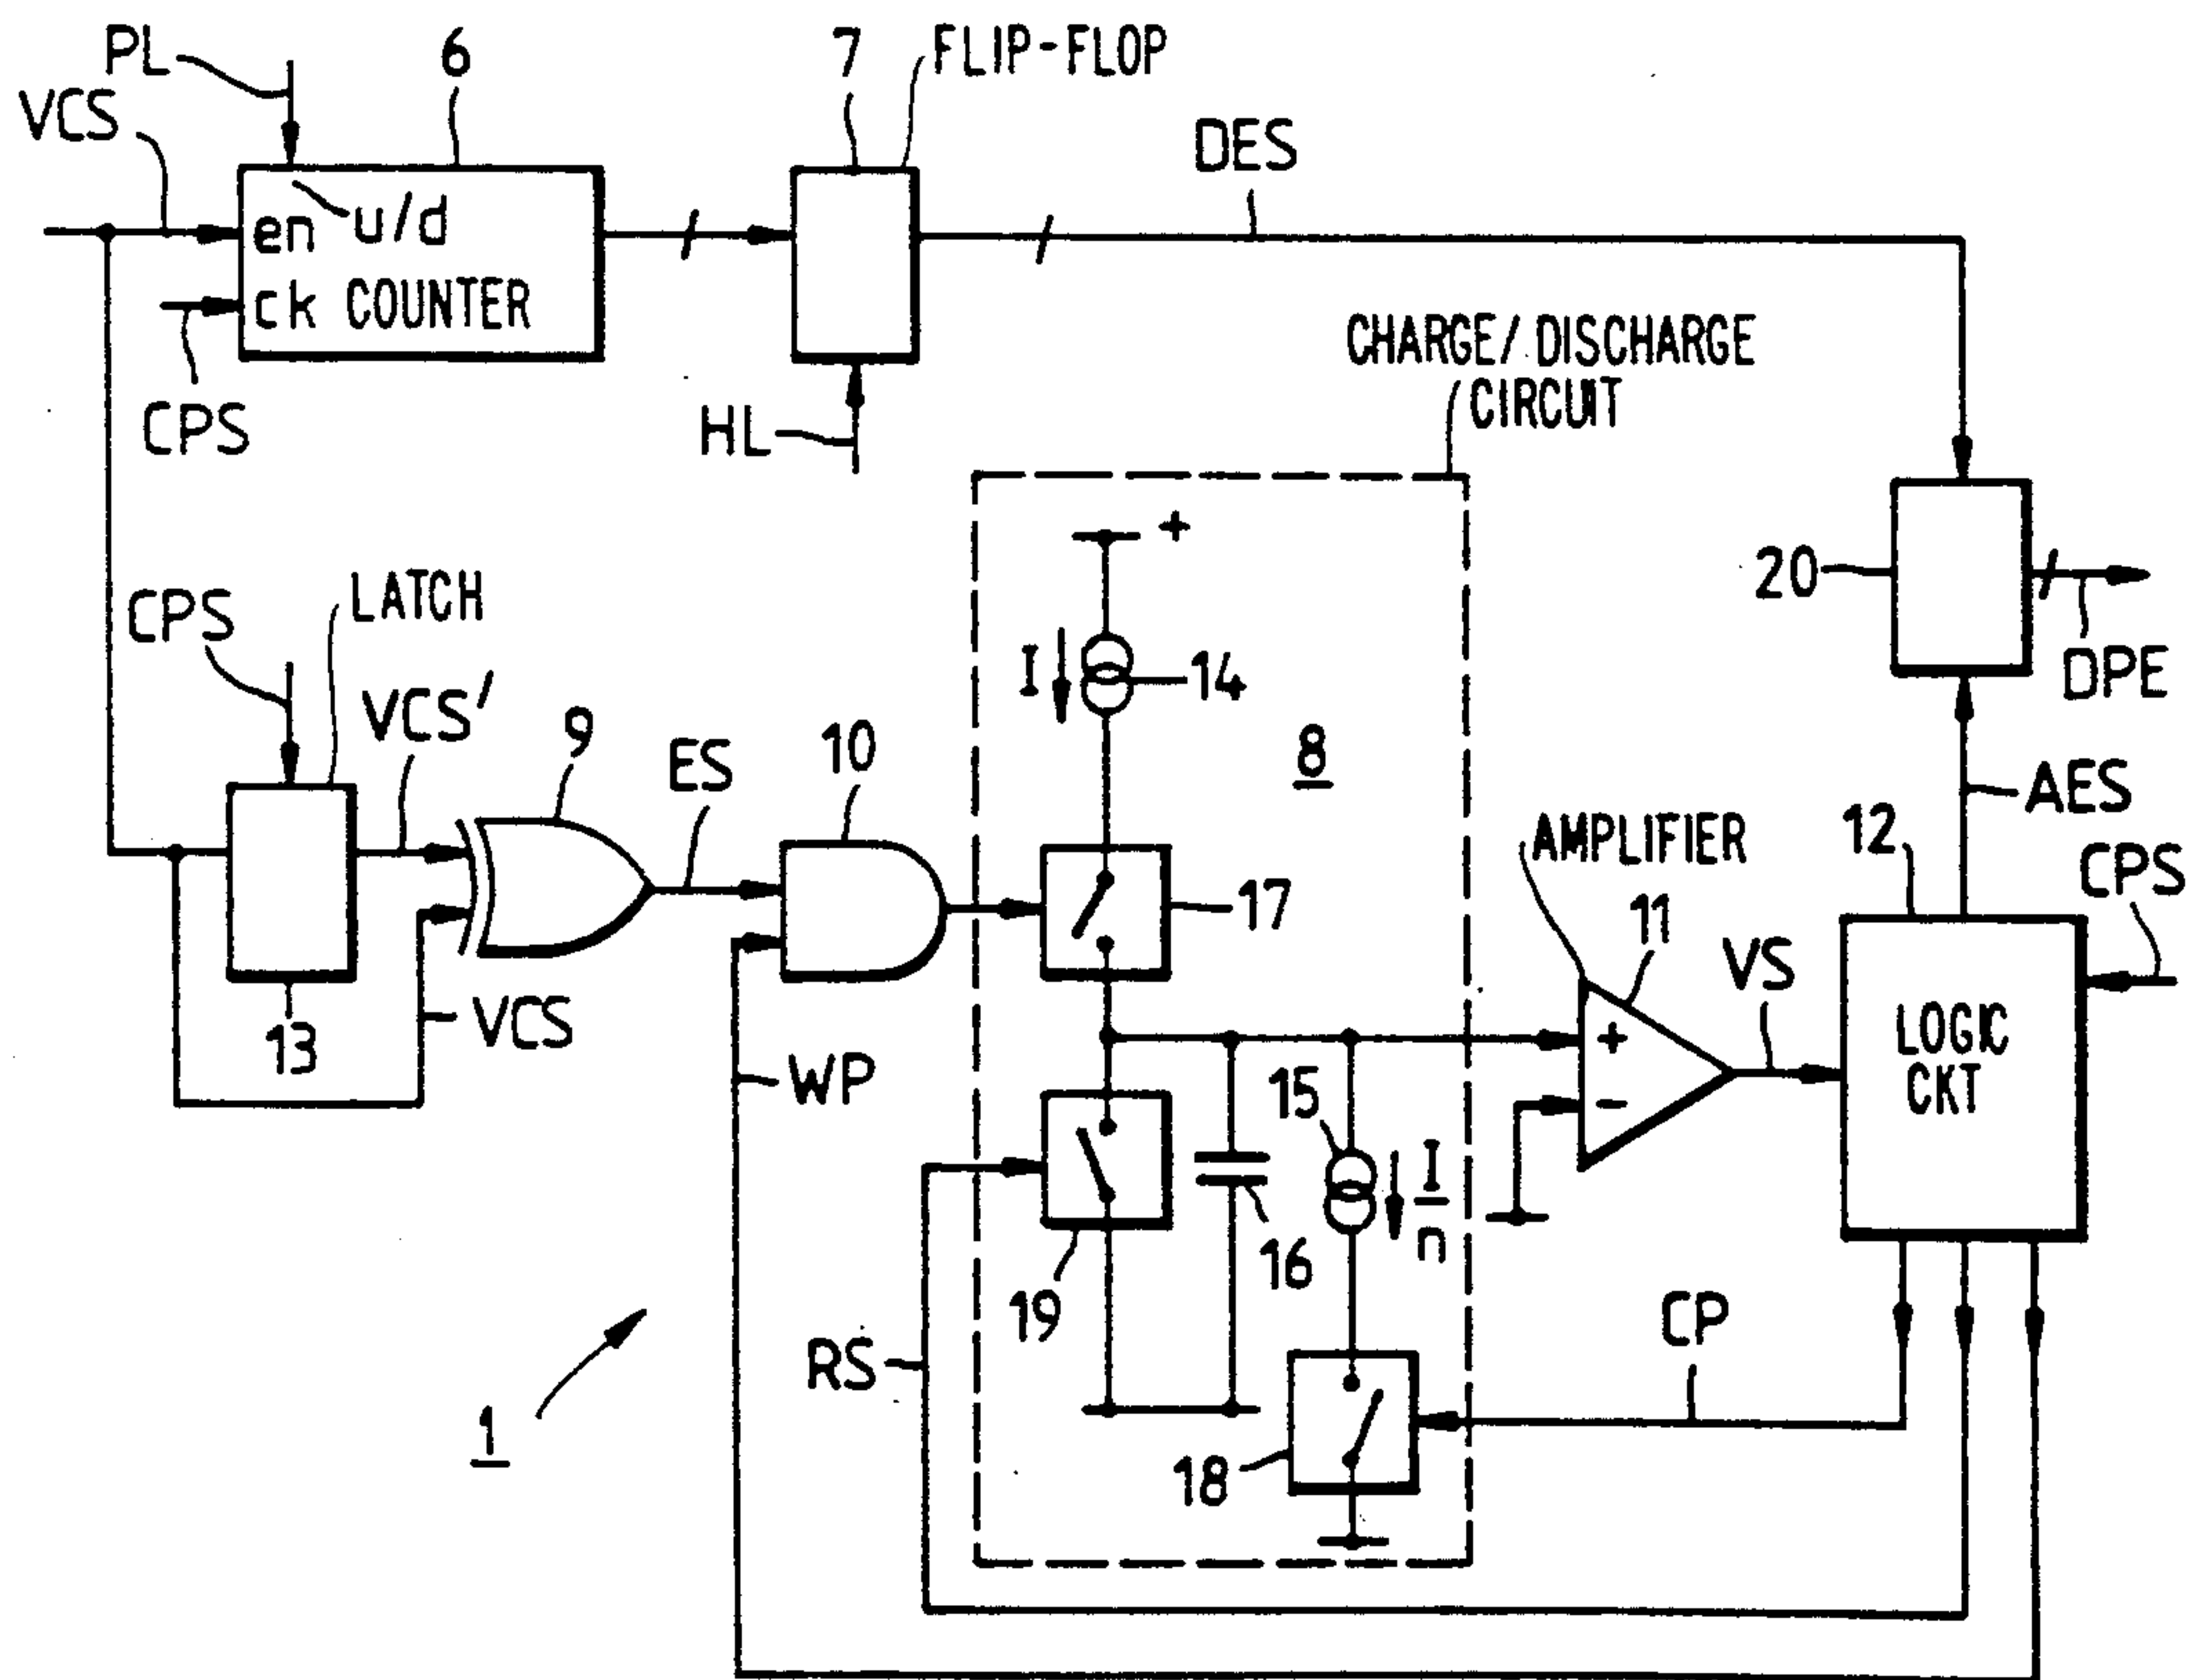 PL
6
7
FLIP-FLOP
VCS
DES
en u/d
ck COUNTER
CPS
HL
CHARGE/DISCHARGE
CIRCUIT
+
CPS
LATCH
20
DPE
I
14
VCS'
9
ES
10
8
AES
12
AMPLIFIER
CPS
17
11
VS
13
VCS
WP
+
-
LOGIC
CKT
15
I
n
16
19
CP
RS
1
18